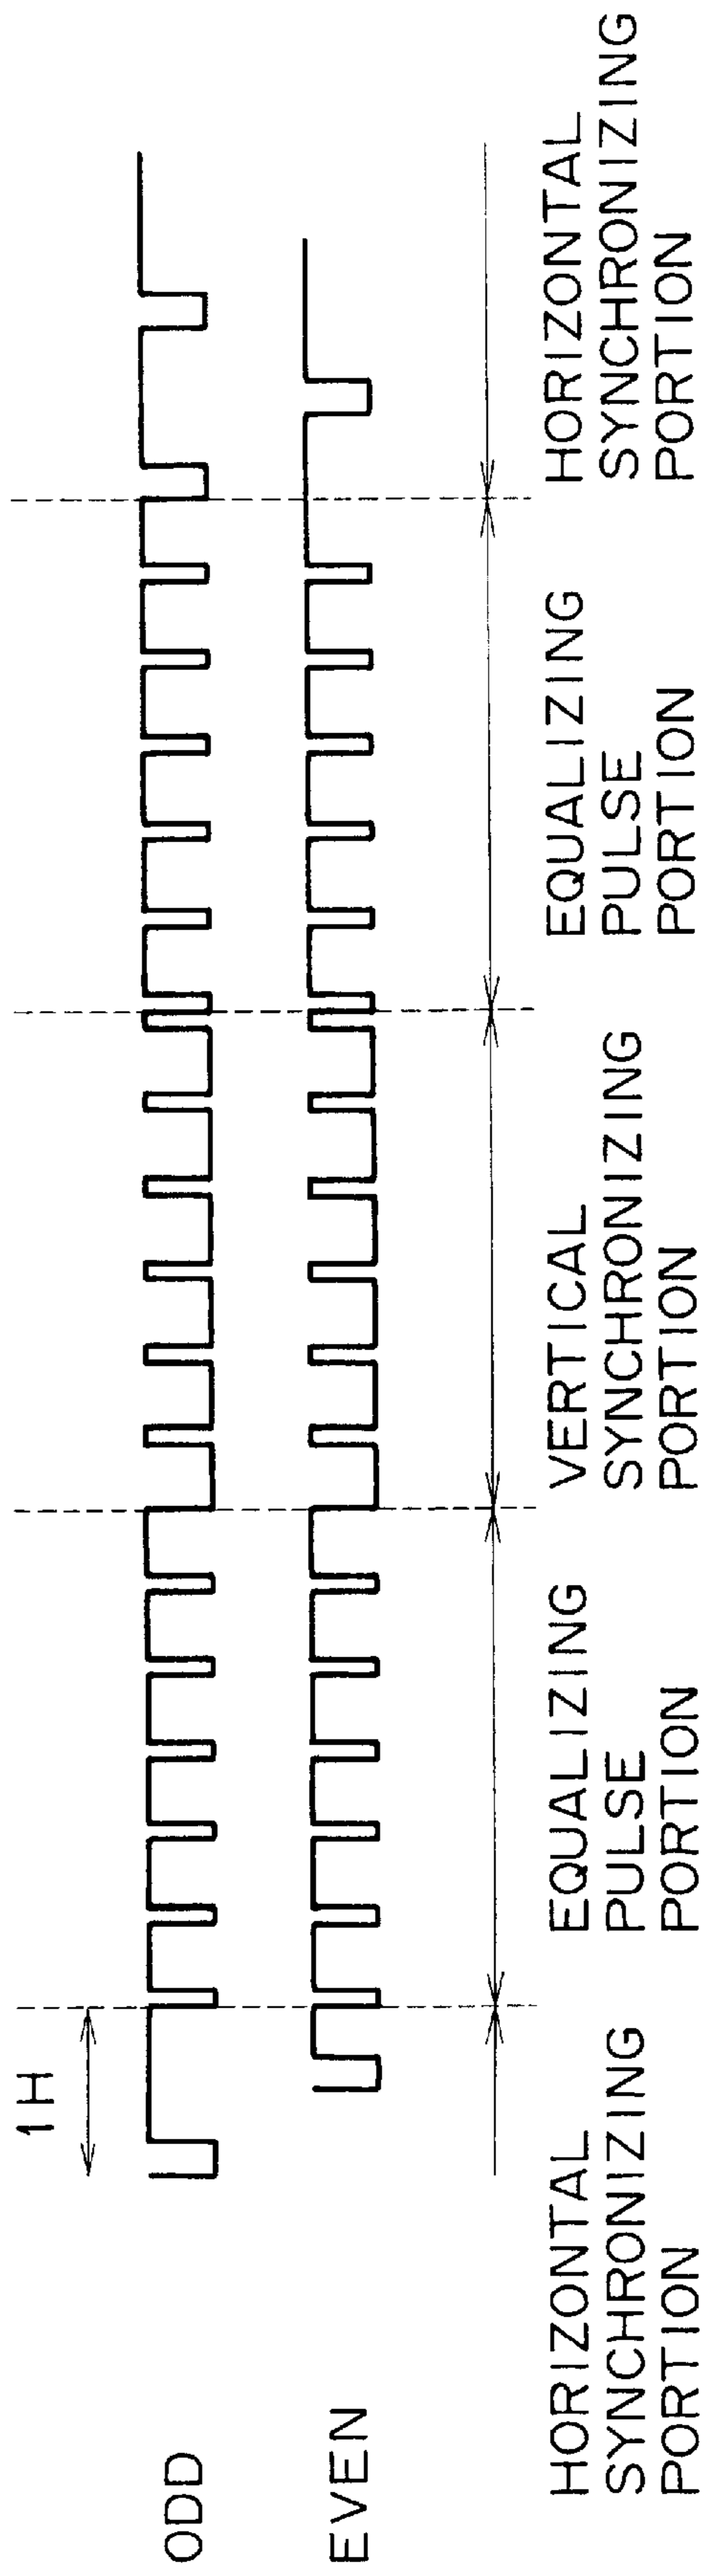 1H
ODD
EVEN
HORIZONTAL
SYNCHRONIZING
PORTION
EQUALIZING
PULSE
PORTION
VERTICAL
SYNCHRONIZING
PORTION
EQUALIZING
PULSE
PORTION
HORIZONTAL
SYNCHRONIZING
PORTION